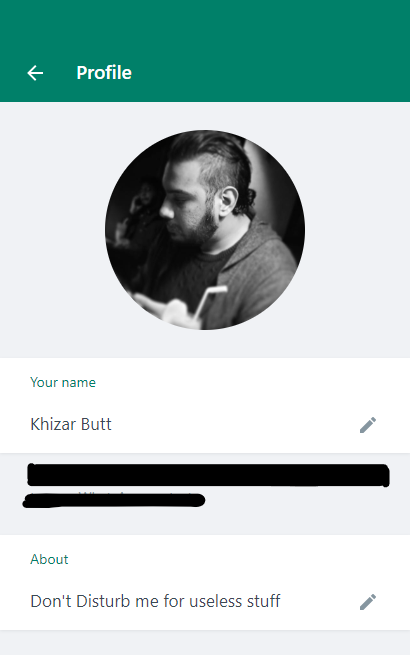 Profile
Your name
Khizar Butt
About
Don't Disturb me for useless stuff